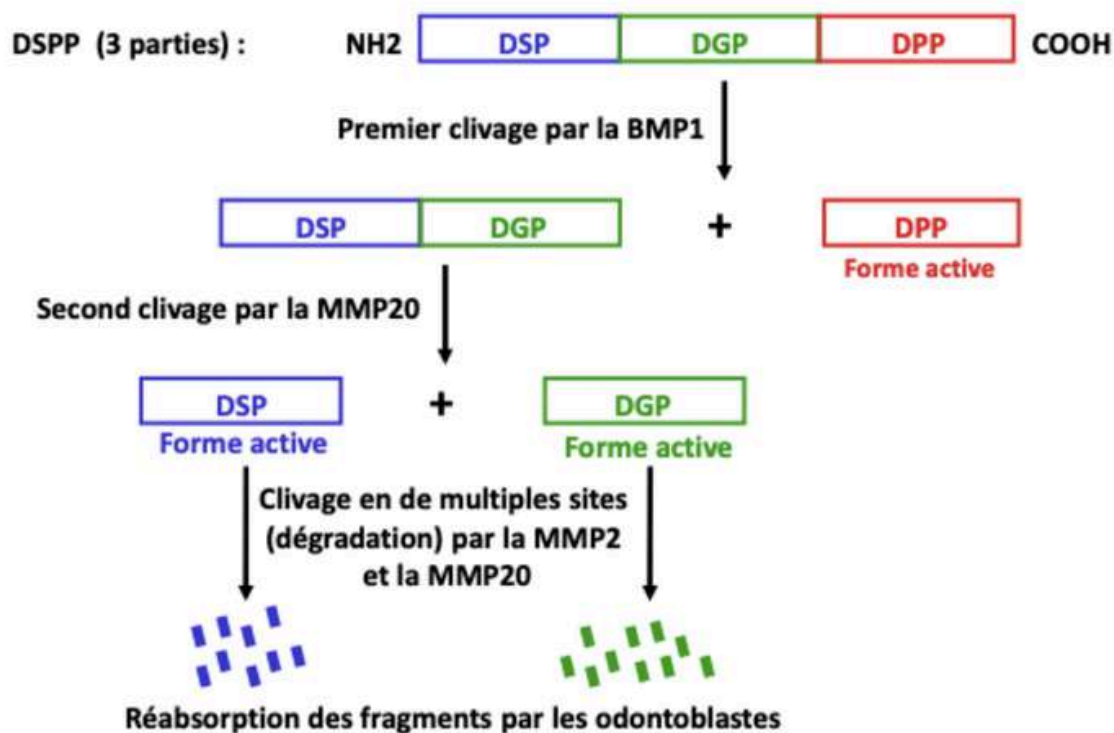 DSPP (3 parties) : NH2 DSP DGP DPP COOH
Premier clivage par la BMP1
DSP DGP + DPP
Forme active
Second clivage par la MMP20
DSP + DGP
Forme active Forme active
Clivage en de multiples sites
(dégradation) par la MMP2
et la MMP20
Réabsorption des fragments par les odontoblastes